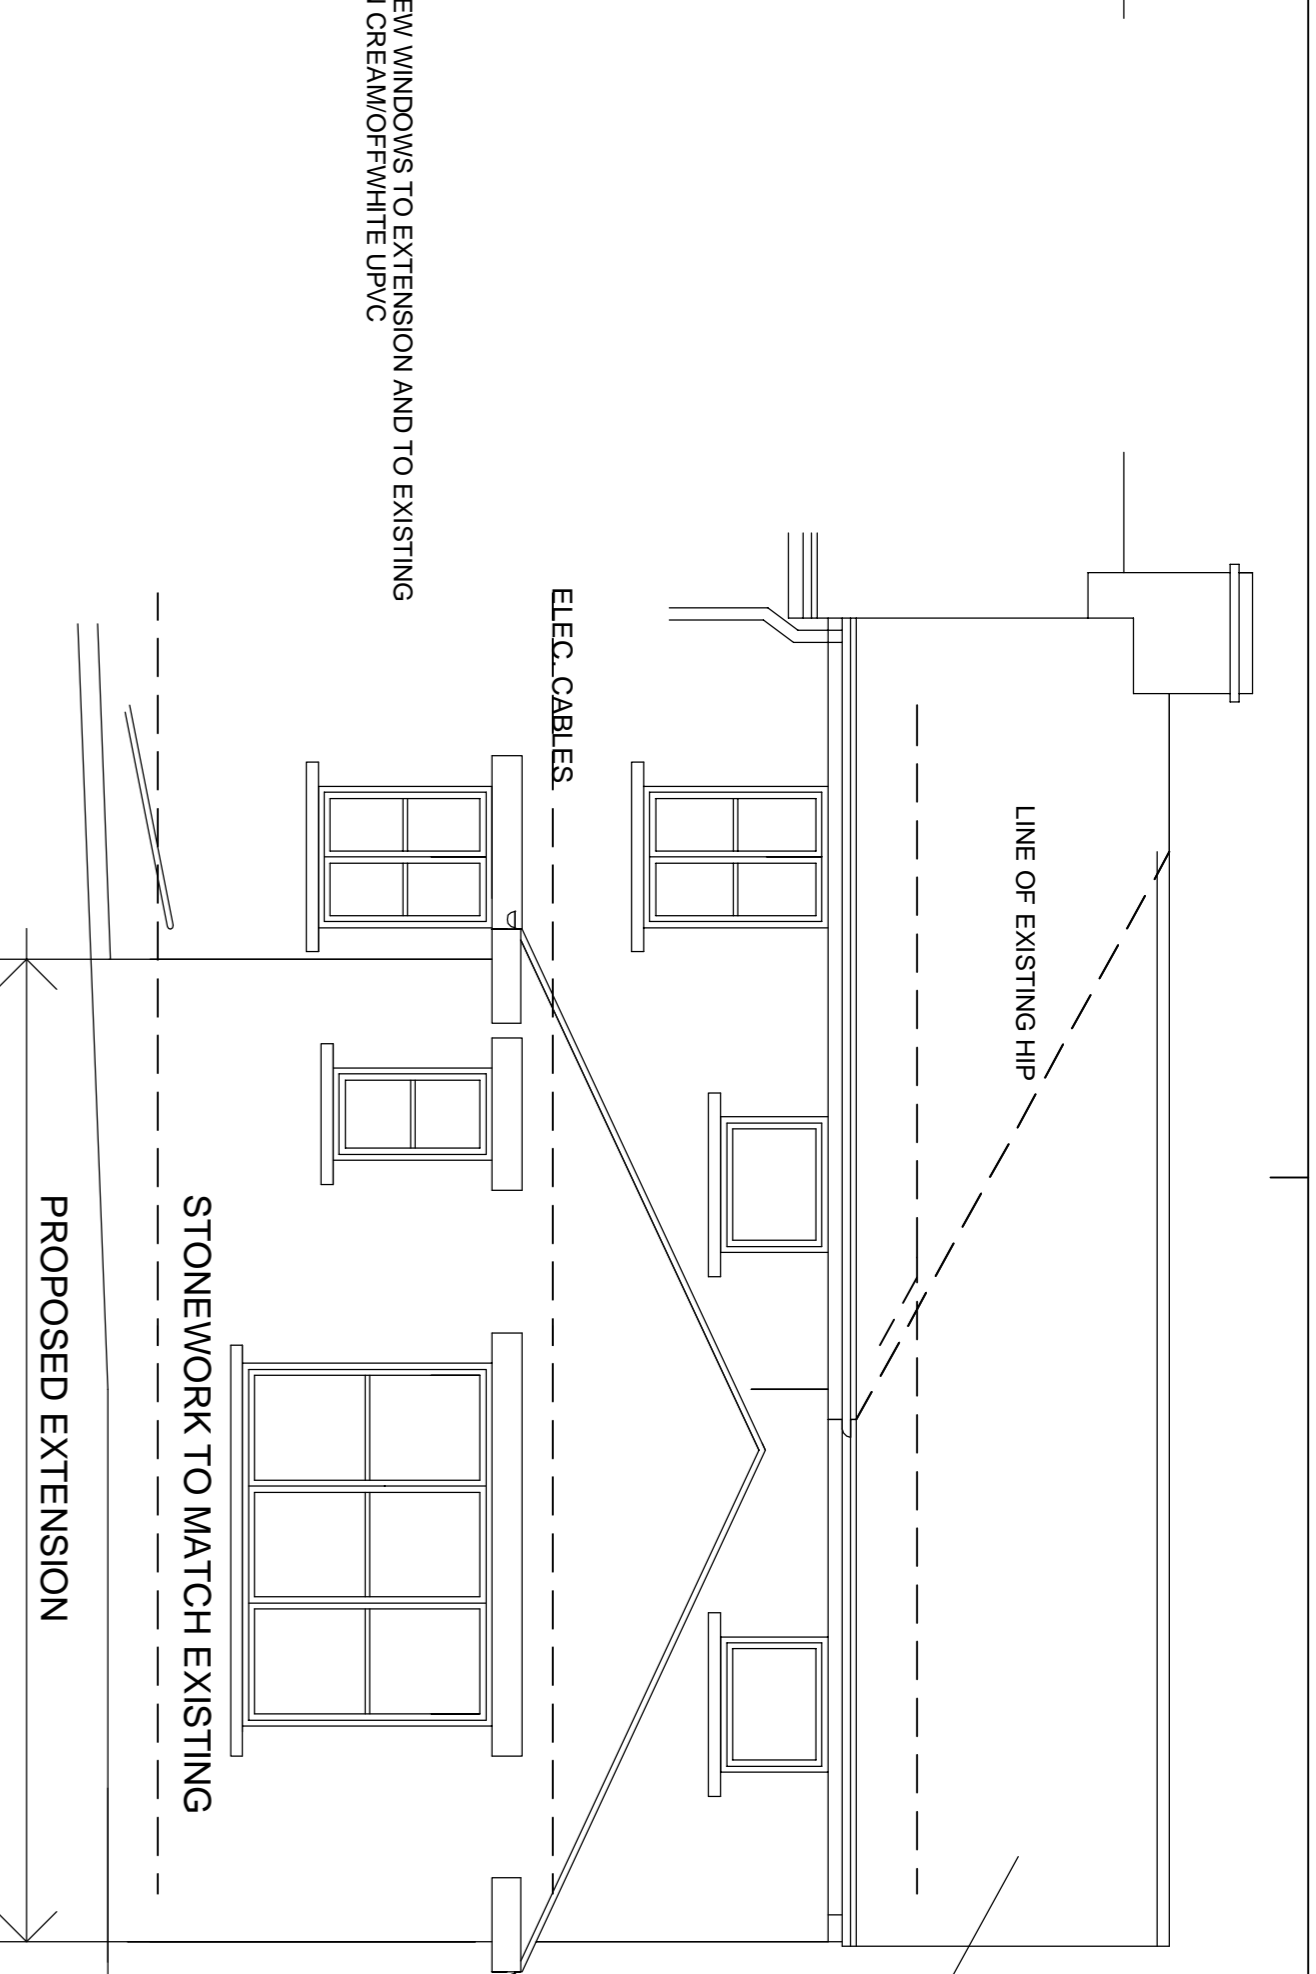 LINE OF EXISTING HIP
ELEC. CABLES
EW WINDOWS TO EXTENSION AND TO EXISTING
CREAM/OFFWHITE UPVC
STONEWORK TO MATCH EXISTING
PROPOSED EXTENSION